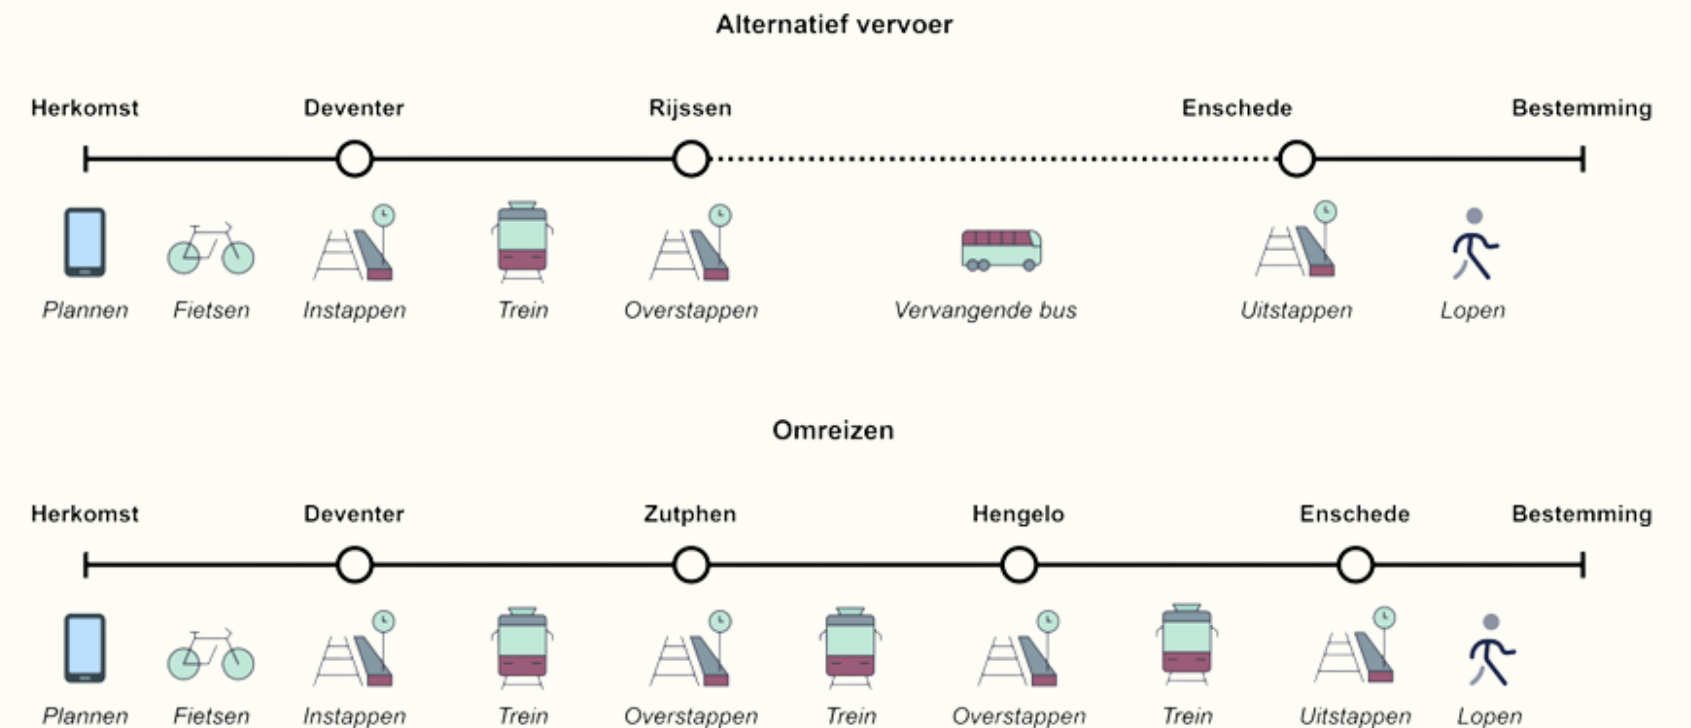 Alternatief vervoer
Herkomst Deventer Rijssen Enschede Bestemming
Plannen Fietsen Instappen Trein Overstappen Vervangende bus Uitstappen Lopen
Omreizen
Herkomst Deventer Zutphen Hengelo Enschede Bestemming
Plannen Fietsen Instappen Trein Overstappen Trein Overstappen Trein Uitstappen Lopen